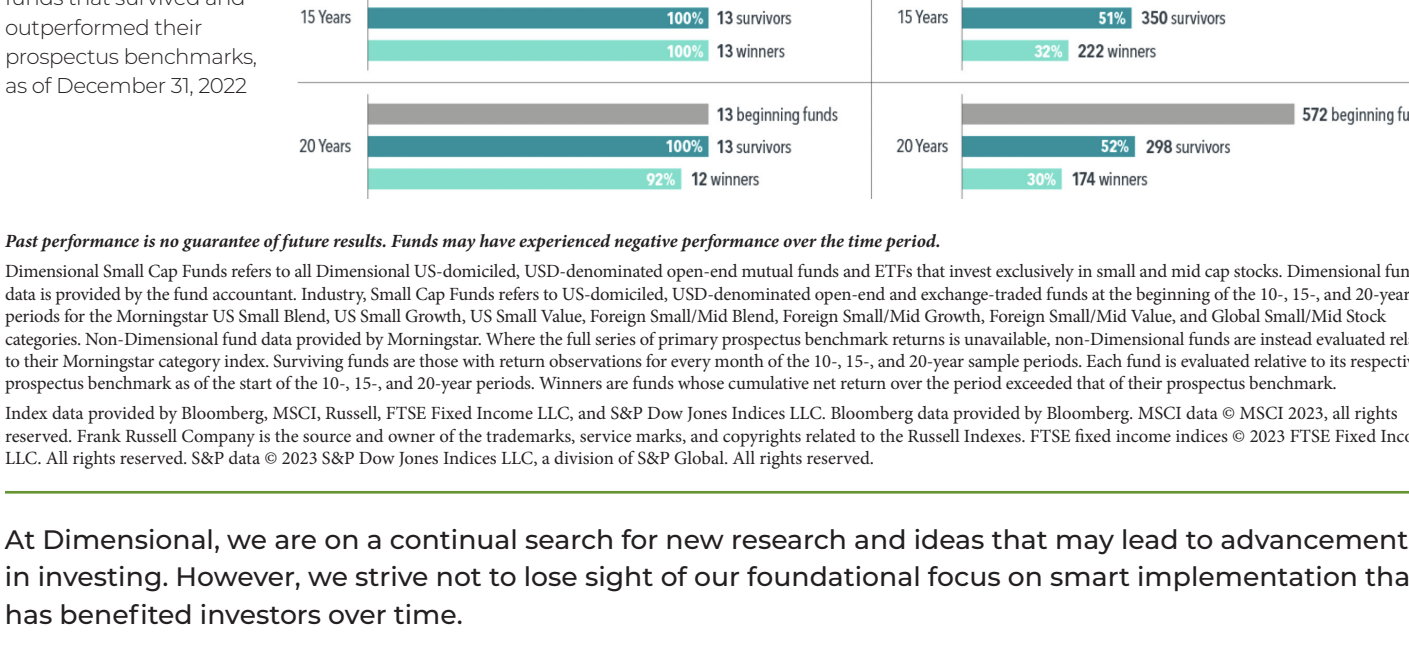 funds that survived and
outperformed their
prospectus benchmarks,
as of December 31, 2022
15 Years
100% 13 survivors
100% 13 winners
15 Years
51% 350 survivors
32% 222 winners
13 beginning funds
20 Years
100% 13 survivors
92% 12 winners
572 beginning fu
20 Years
52% 298 survivors
30% 174 winners
Past performance is no guarantee of future results. Funds may have experienced negative performance over the time period.
Dimensional Small Cap Funds refers to all Dimensional US-domiciled, USD-denominated open-end mutual funds and ETFs that invest exclusively in small and mid cap stocks. Dimensional fun
data is provided by the fund accountant. Industry, Small Cap Funds refers to US-domiciled, USD-denominated open-end and exchange-traded funds at the beginning of the 10-, 15-, and 20-year
periods for the Morningstar US Small Blend, US Small Growth, US Small Value, Foreign Small/Mid Blend, Foreign Small/Mid Growth, Foreign Small/Mid Value, and Global Small/Mid Stock
categories. Non-Dimensional fund data provided by Morningstar. Where the full series of primary prospectus benchmark returns is unavailable, non-Dimensional funds are instead evaluated rel
to their Morningstar category index. Surviving funds are those with return observations for every month of the 10-, 15-, and 20-year sample periods. Each fund is evaluated relative to its respectiv
prospectus benchmark as of the start of the 10-, 15-, and 20-year periods. Winners are funds whose cumulative net return over the period exceeded that of their prospectus benchmark.
Index data provided by Bloomberg, MSCI, Russell, FTSE Fixed Income LLC, and S&P Dow Jones Indices LLC. Bloomberg data provided by Bloomberg. MSCI data © MSCI 2023, all rights
reserved. Frank Russell Company is the source and owner of the trademarks, service marks, and copyrights related to the Russell Indexes. FTSE fixed income indices © 2023 FTSE Fixed Inco
LLC. All rights reserved. S&P data © 2023 S&P Dow Jones Indices LLC, a division of S&P Global. All rights reserved.
At Dimensional, we are on a continual search for new research and ideas that may lead to advancement
in investing. However, we strive not to lose sight of our foundational focus on smart implementation tha
has benefited investors over time.